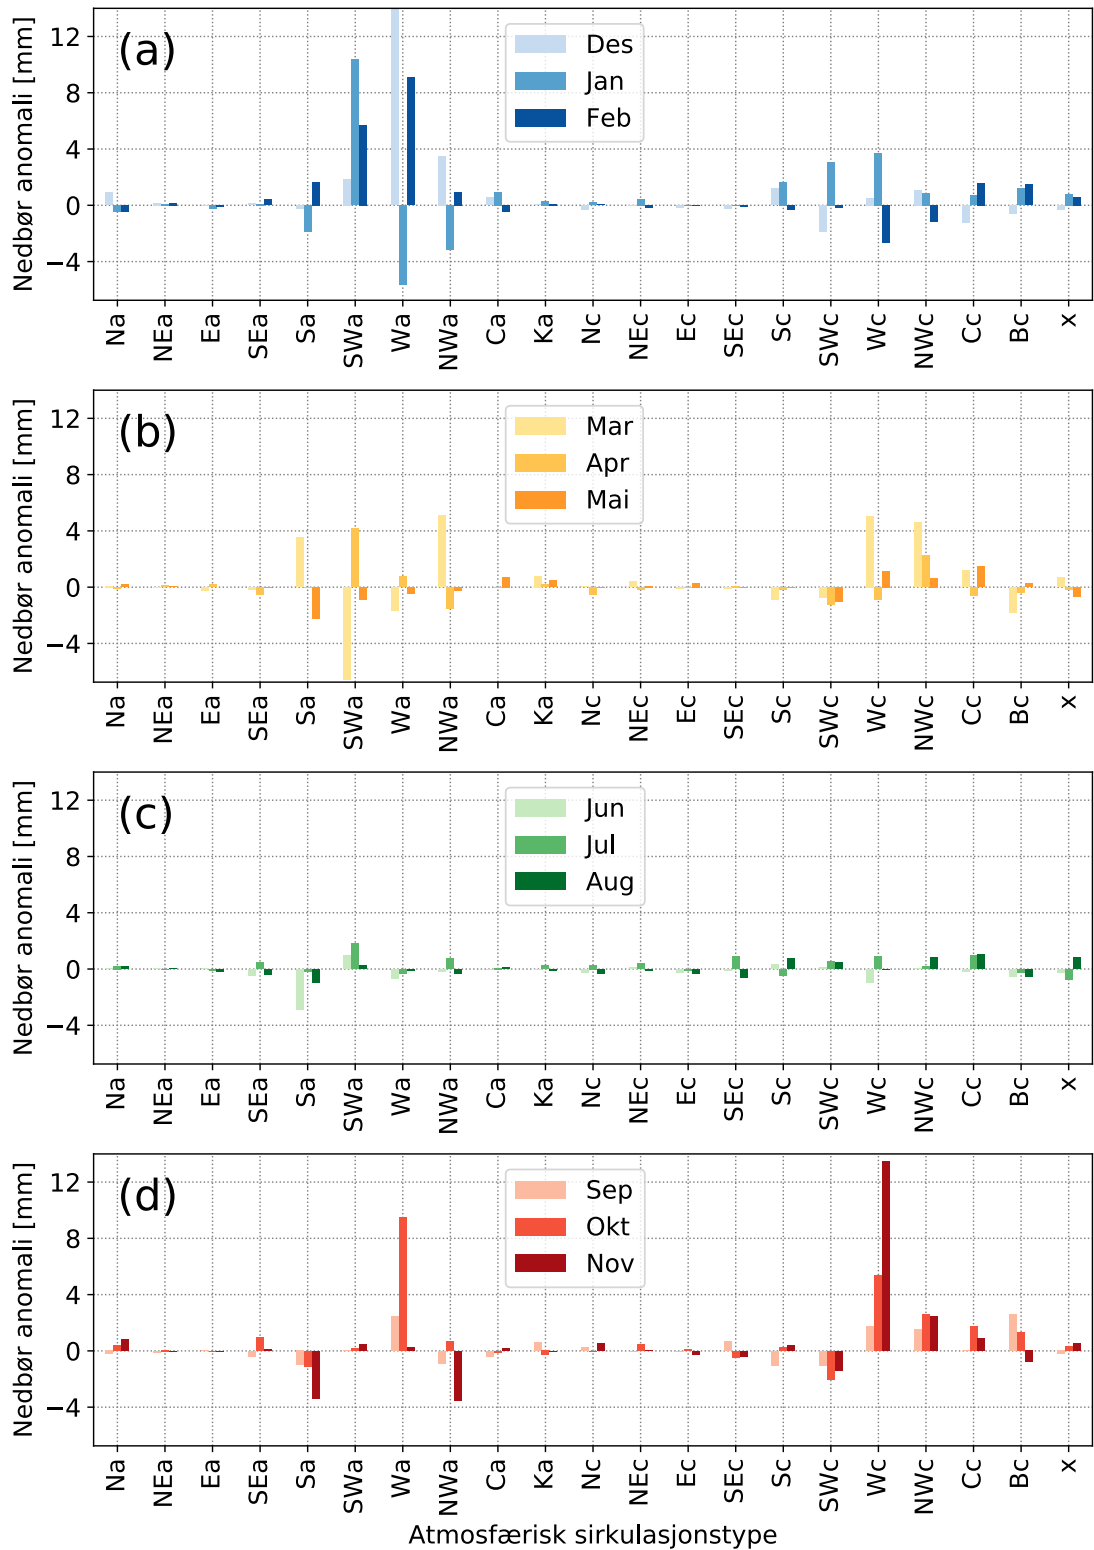 Nedbør anomali [mm]
(a)
12
8
4
0
−4
Des
Jan
Feb
Na NEa Ea SEa Sa SWa Wa NWa Ca Ka Nc NEc Ec SEc Sc SWc Wc NWc Cc Bc x
Nedbør anomali [mm]
(b)
12
8
4
0
−4
Mar
Apr
Mai
Na NEa Ea SEa Sa SWa Wa NWa Ca Ka Nc NEc Ec SEc Sc SWc Wc NWc Cc Bc x
Nedbør anomali [mm]
(c)
12
8
4
0
−4
Jun
Jul
Aug
Na NEa Ea SEa Sa SWa Wa NWa Ca Ka Nc NEc Ec SEc Sc SWc Wc NWc Cc Bc x
Nedbør anomali [mm]
(d)
12
8
4
0
−4
Sep
Okt
Nov
Na NEa Ea SEa Sa SWa Wa NWa Ca Ka Nc NEc Ec SEc Sc SWc Wc NWc Cc Bc x
Atmosfærisk sirkulasjonstype